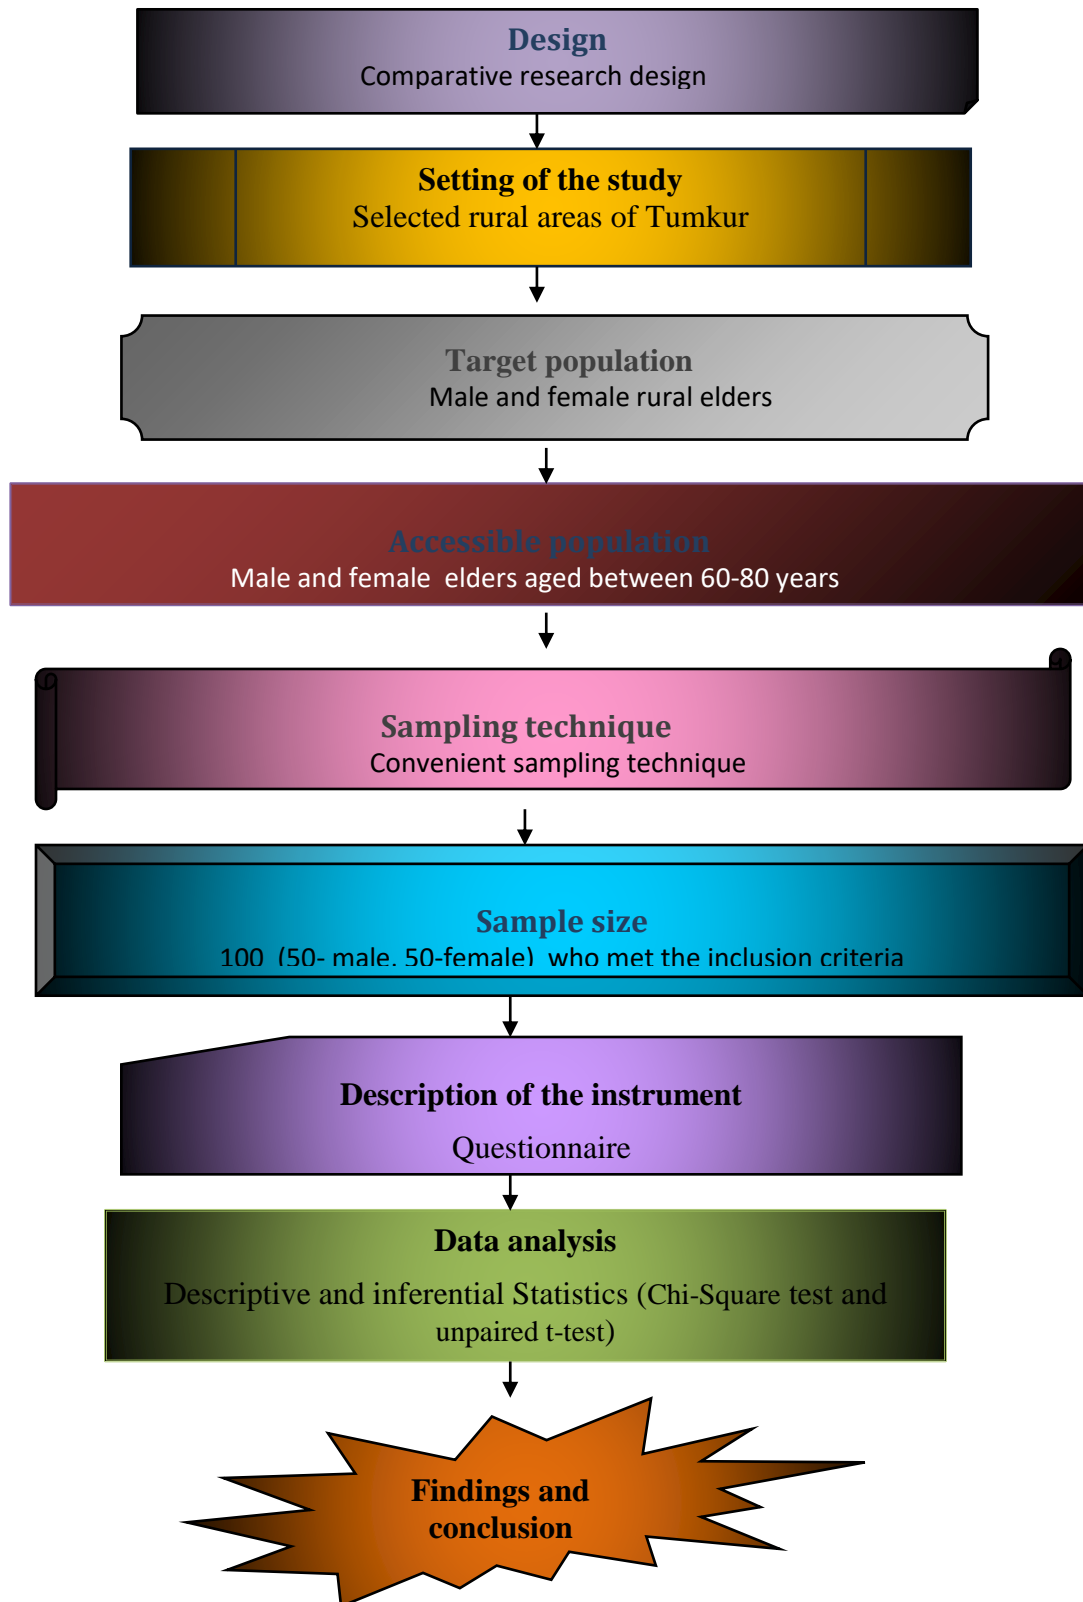 Design
Comparative research design
Setting of the study
Selected rural areas of Tumkur
Target population
Male and female rural elders
Accessible population
Male and female  elders aged between 60-80 years
Sampling technique
Convenient sampling technique
Sample size
100  (50- male, 50-female)  who met the inclusion criteria
Description of the instrument
Questionnaire
Data analysis
Descriptive and inferential Statistics (Chi-Square test and
unpaired t-test)
Findings and
conclusion